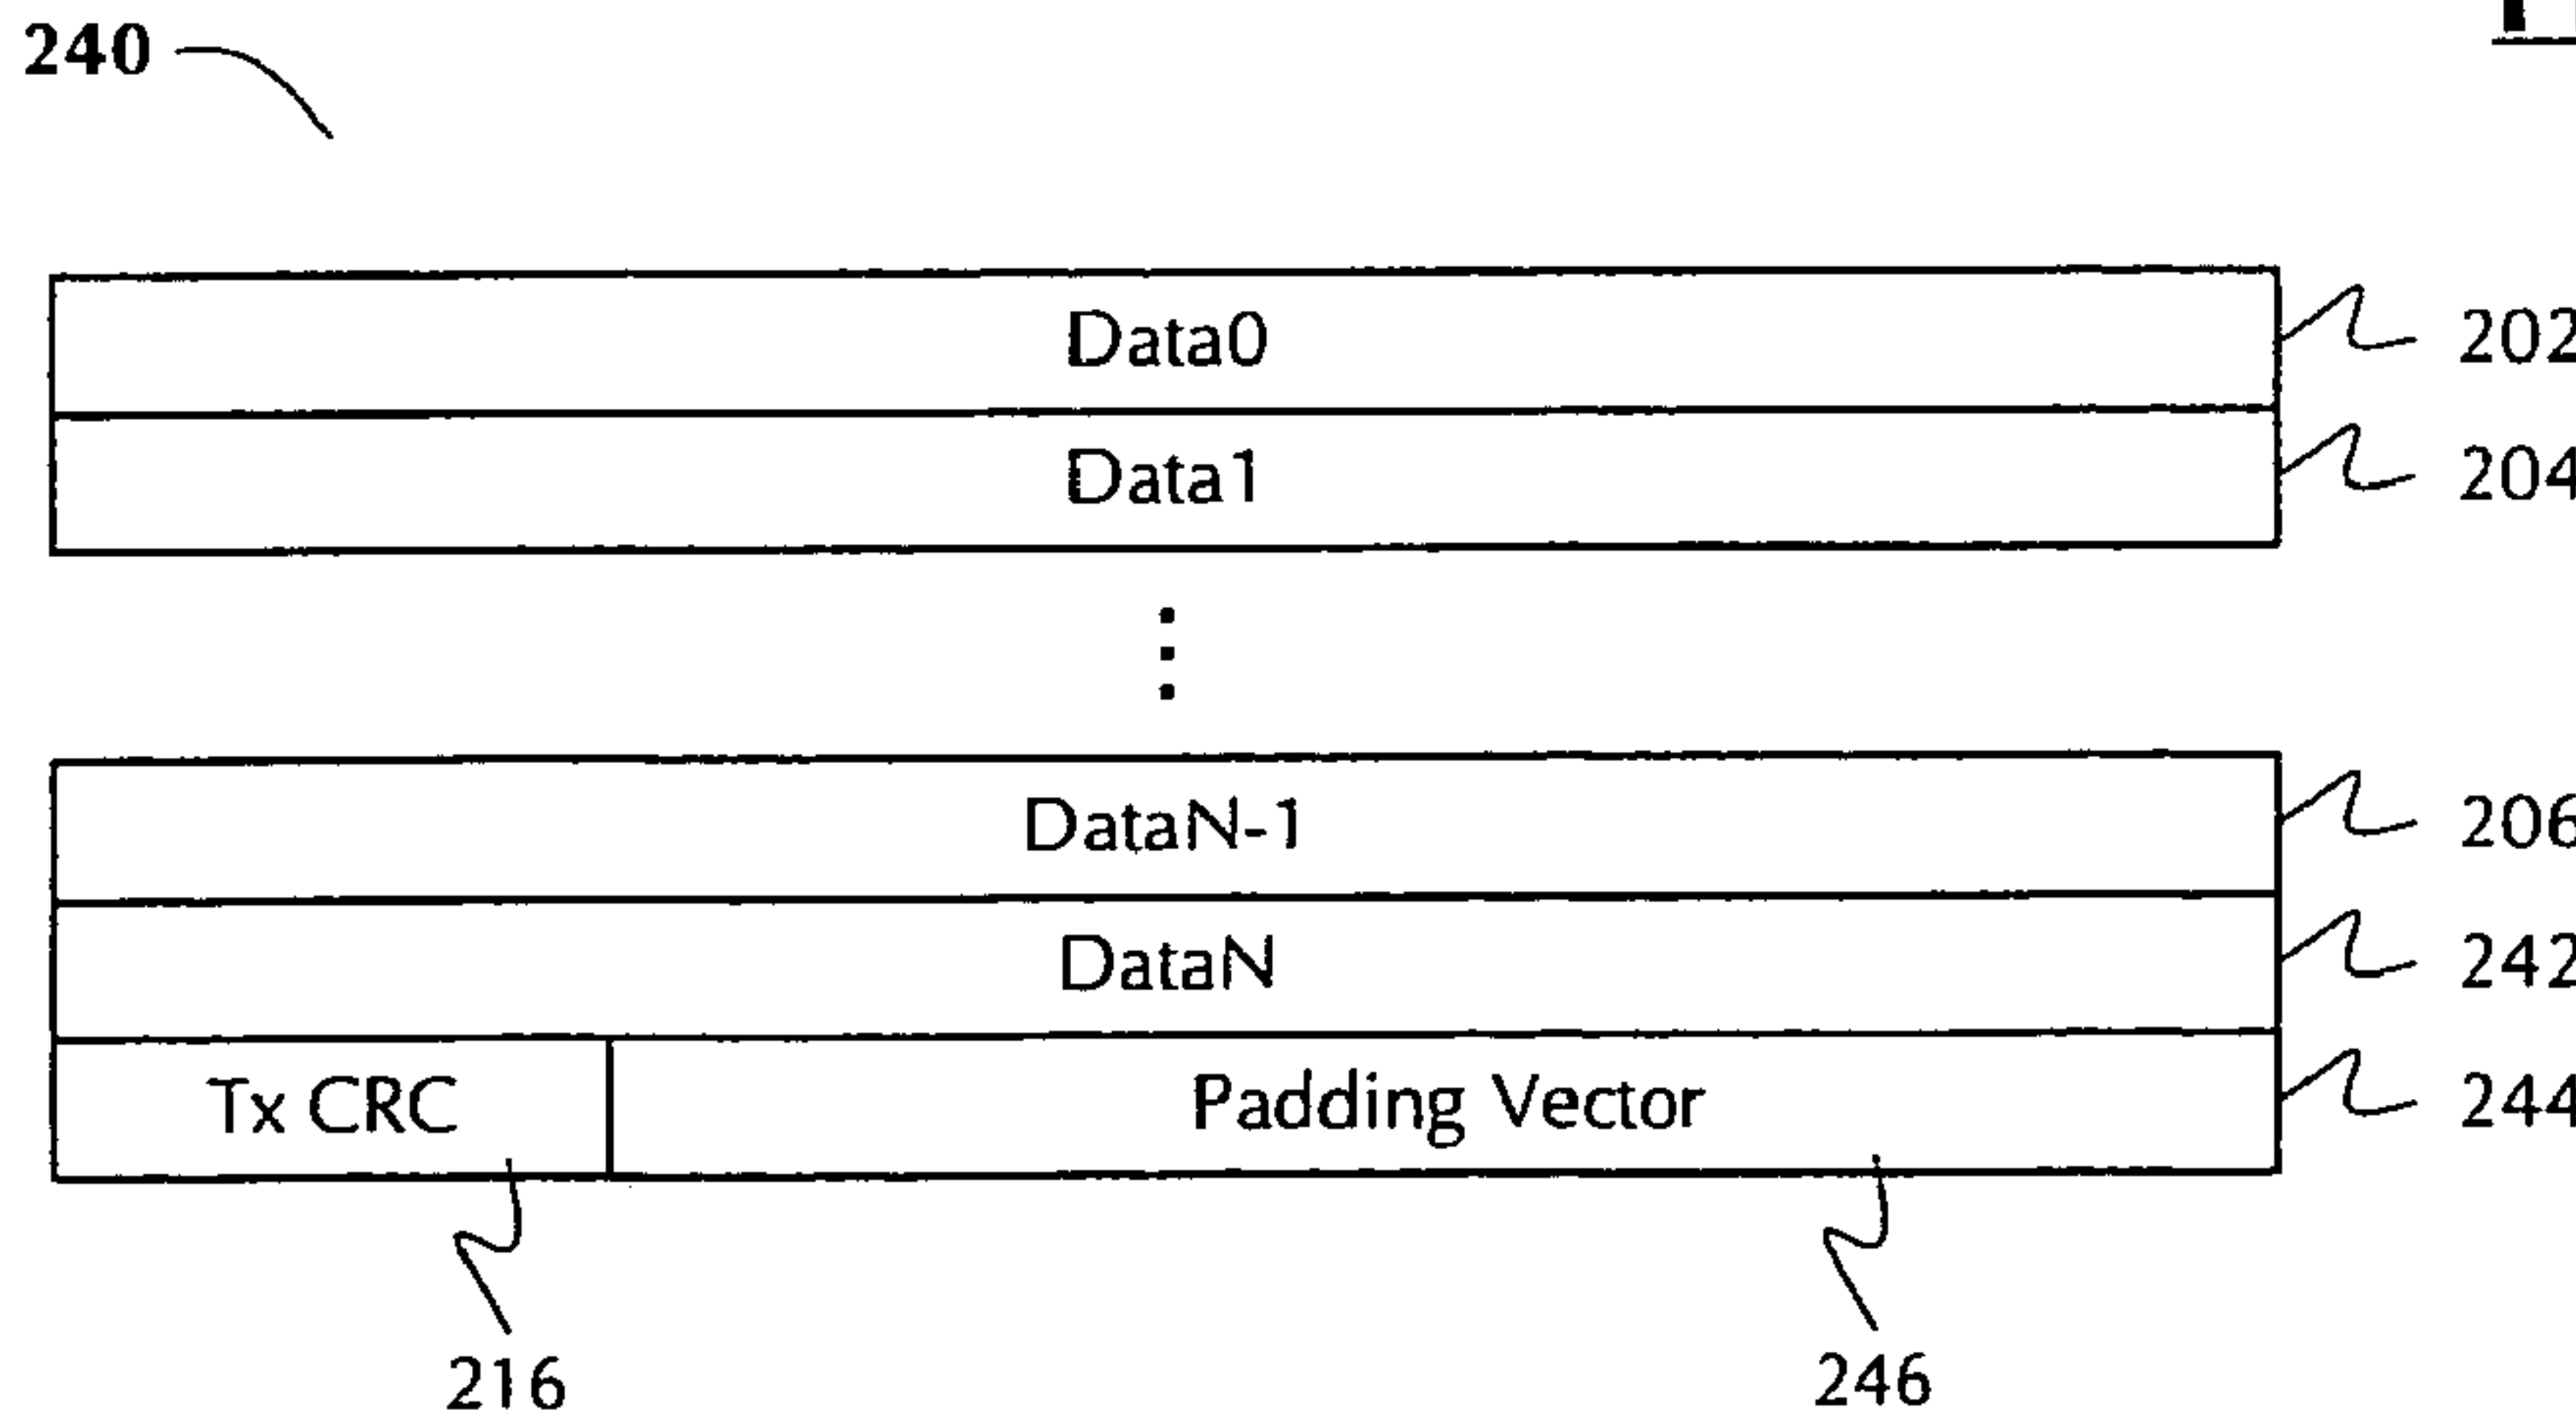 240
Data0 202
Data1 204
DataN-1 206
DataN 242
Tx CRC Padding Vector 244
216 246